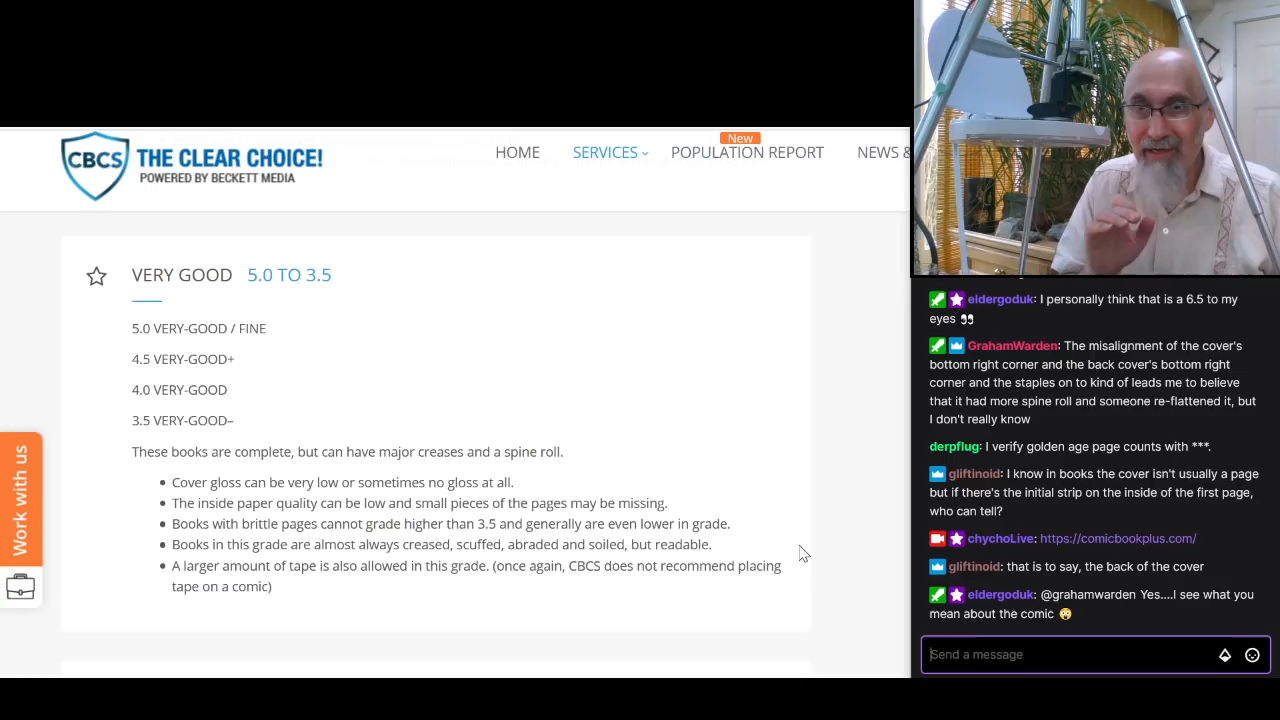 CBCS THE CLEAR CHOICE!
POWERED BY BECKETT MEDIA
HOME SERVICES New POPULATION REPORT NEWS &
VERY GOOD 5.0 TO 3.5
5.0 VERY-GOOD / FINE
4.5 VERY-GOOD+
4.0 VERY-GOOD
3.5 VERY-GOOD–
These books are complete, but can have major creases and a spine roll.
• Cover gloss can be very low or sometimes no gloss at all.
• The inside paper quality can be low and small pieces of the pages may be missing.
• Books with brittle pages cannot grade higher than 3.5 and generally are even lower in grade.
• Books in this grade are almost always creased, scuffed, abraded and soiled, but readable.
• A larger amount of tape is also allowed in this grade. (once again, CBCS does not recommend placing
tape on a comic)
Work with us
eldergoduk: I personally think that is a 6.5 to my
eyes 👀
GrahamWarden: The misalignment of the cover's
bottom right corner and the back cover's bottom right
corner and the staples on to kind of leads me to believe
that it had more spine roll and someone re-flattened it, but
I don't really know
derpflug: I verify golden age page counts with ***.
gliftinoid: I know in books the cover isn't usually a page
but if there's the initial strip on the inside of the first page,
who can tell?
chychoLive: https://comicbookplus.com/
gliftinoid: that is to say, the back of the cover
eldergoduk: @grahamwarden Yes....I see what you
mean about the comic 😳
Send a message